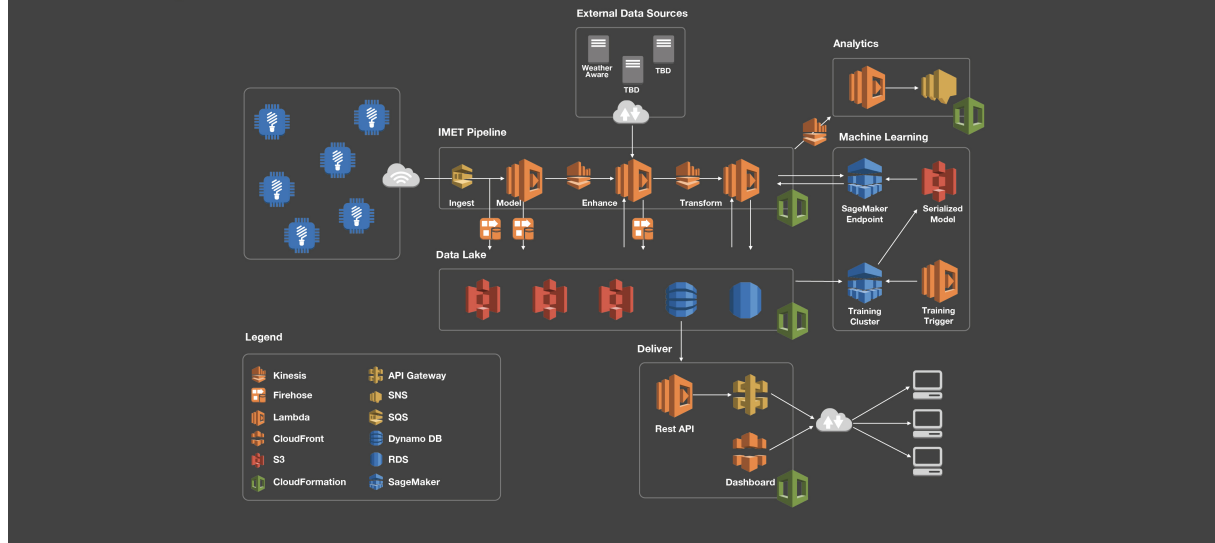 External Data Sources
Weather
Aware
TBD
TBD
Analytics
IMET Pipeline
Ingest
Model
Enhance
Transform
Machine Learning
SageMaker
Endpoint
Serialized
Model
Data Lake
Training
Cluster
Training
Trigger
Deliver
Rest API
Dashboard
Legend
Kinesis
Firehose
Lambda
CloudFront
S3
CloudFormation
API Gateway
SNS
SQS
Dynamo DB
RDS
SageMaker